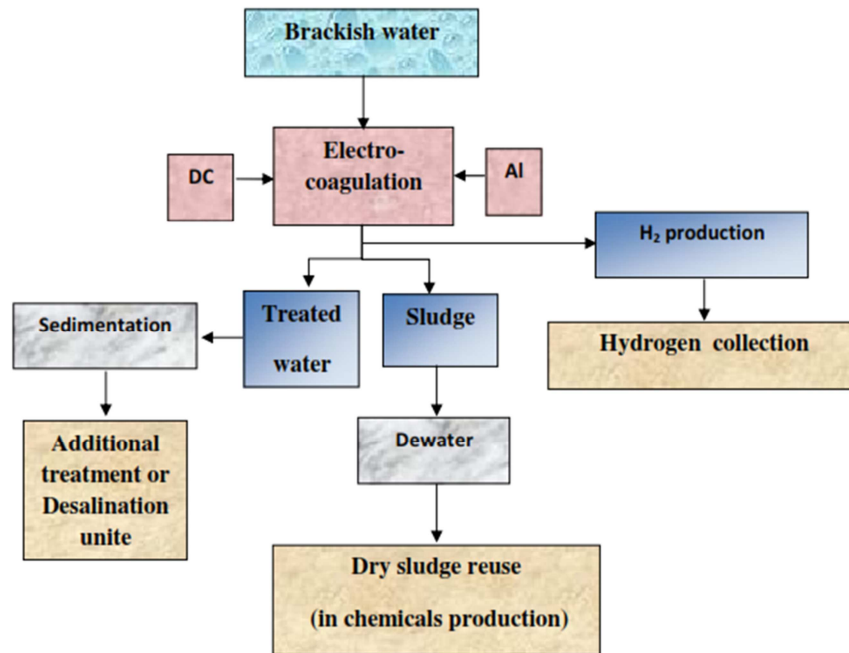 Brackish water
Electro-
coagulation
DC
Al
H₂ production
Hydrogen collection
Treated
water
Sludge
Sedimentation
Additional
treatment or
Desalination
unite
Dewater
Dry sludge reuse
(in chemicals production)